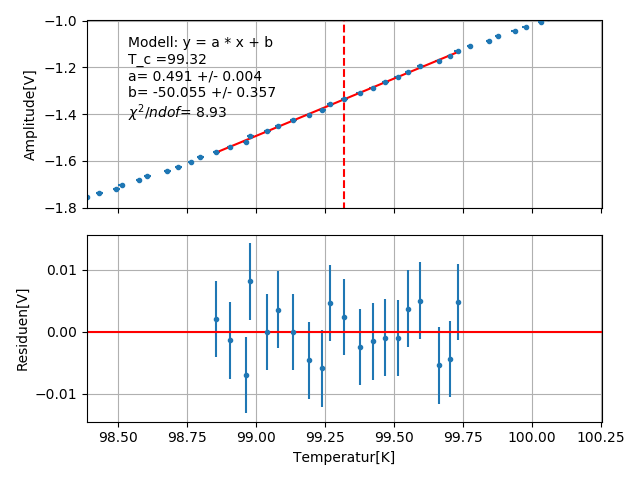 −1.0
−1.2
−1.4
−1.6
−1.8
Amplitude[V]
Modell: y = a * x + b
T_c =99.32
a= 0.491 +/- 0.004
b= -50.055 +/- 0.357
χ²/ndof= 8.93
0.01
0.00
−0.01
Residuen[V]
98.50 98.75 99.00 99.25 99.50 99.75 100.00 100.25
Temperatur[K]